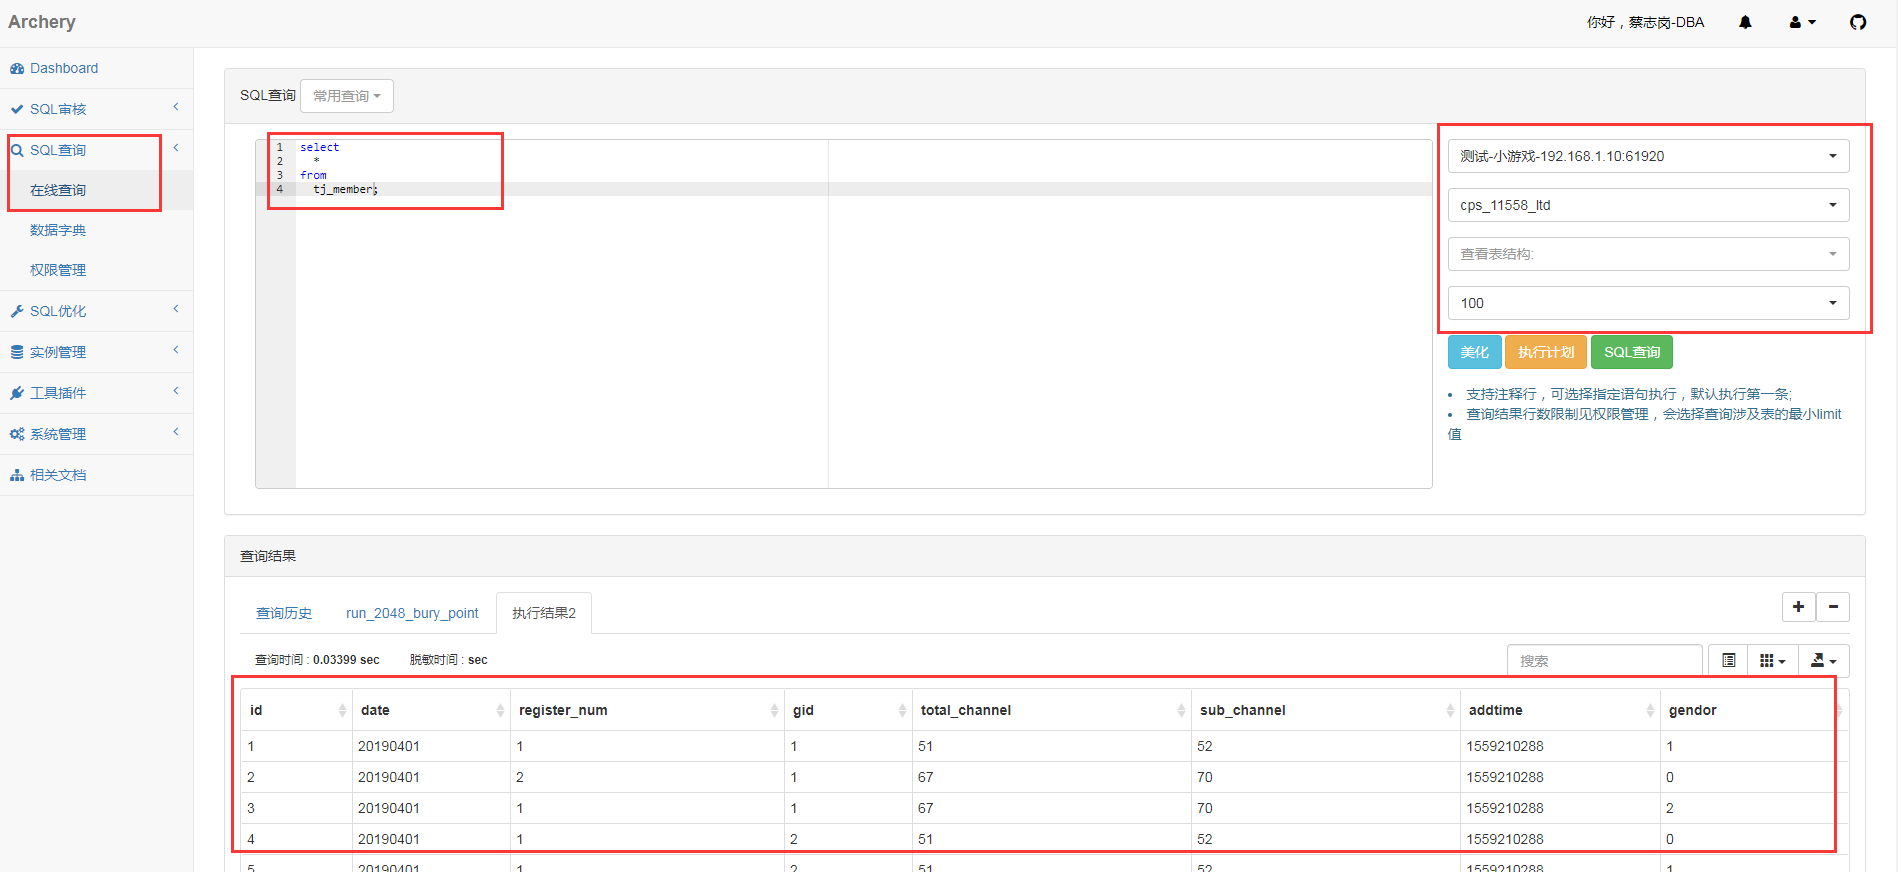 Archery
你好，蔡志岗-DBA
Dashboard
SQL审核
SQL查询
在线查询
数据字典
权限管理
SQL优化
实例管理
工具插件
系统管理
相关文档
SQL查询 常用查询
1 select
2 *
3 from
4 tj_member;
测试-小游戏-192.168.1.10:61920
cps_11558_ltd
查看表结构:
100
美化 执行计划 SQL查询
支持注释行，可选择指定语句执行，默认执行第一条;
查询结果行数限制见权限管理，会选择查询涉及表的最小limit
值
查询结果
查询历史 run_2048_bury_point 执行结果2
查询时间 : 0.03399 sec 脱敏时间 : sec
搜索
id date register_num gid total_channel sub_channel addtime gendor
1 20190401 1 1 51 52 1559210288 1
2 20190401 2 1 67 70 1559210288 0
3 20190401 1 1 67 70 1559210288 2
4 20190401 1 2 51 52 1559210288 0
5 20190401 1 2 51 52 1559210288 1